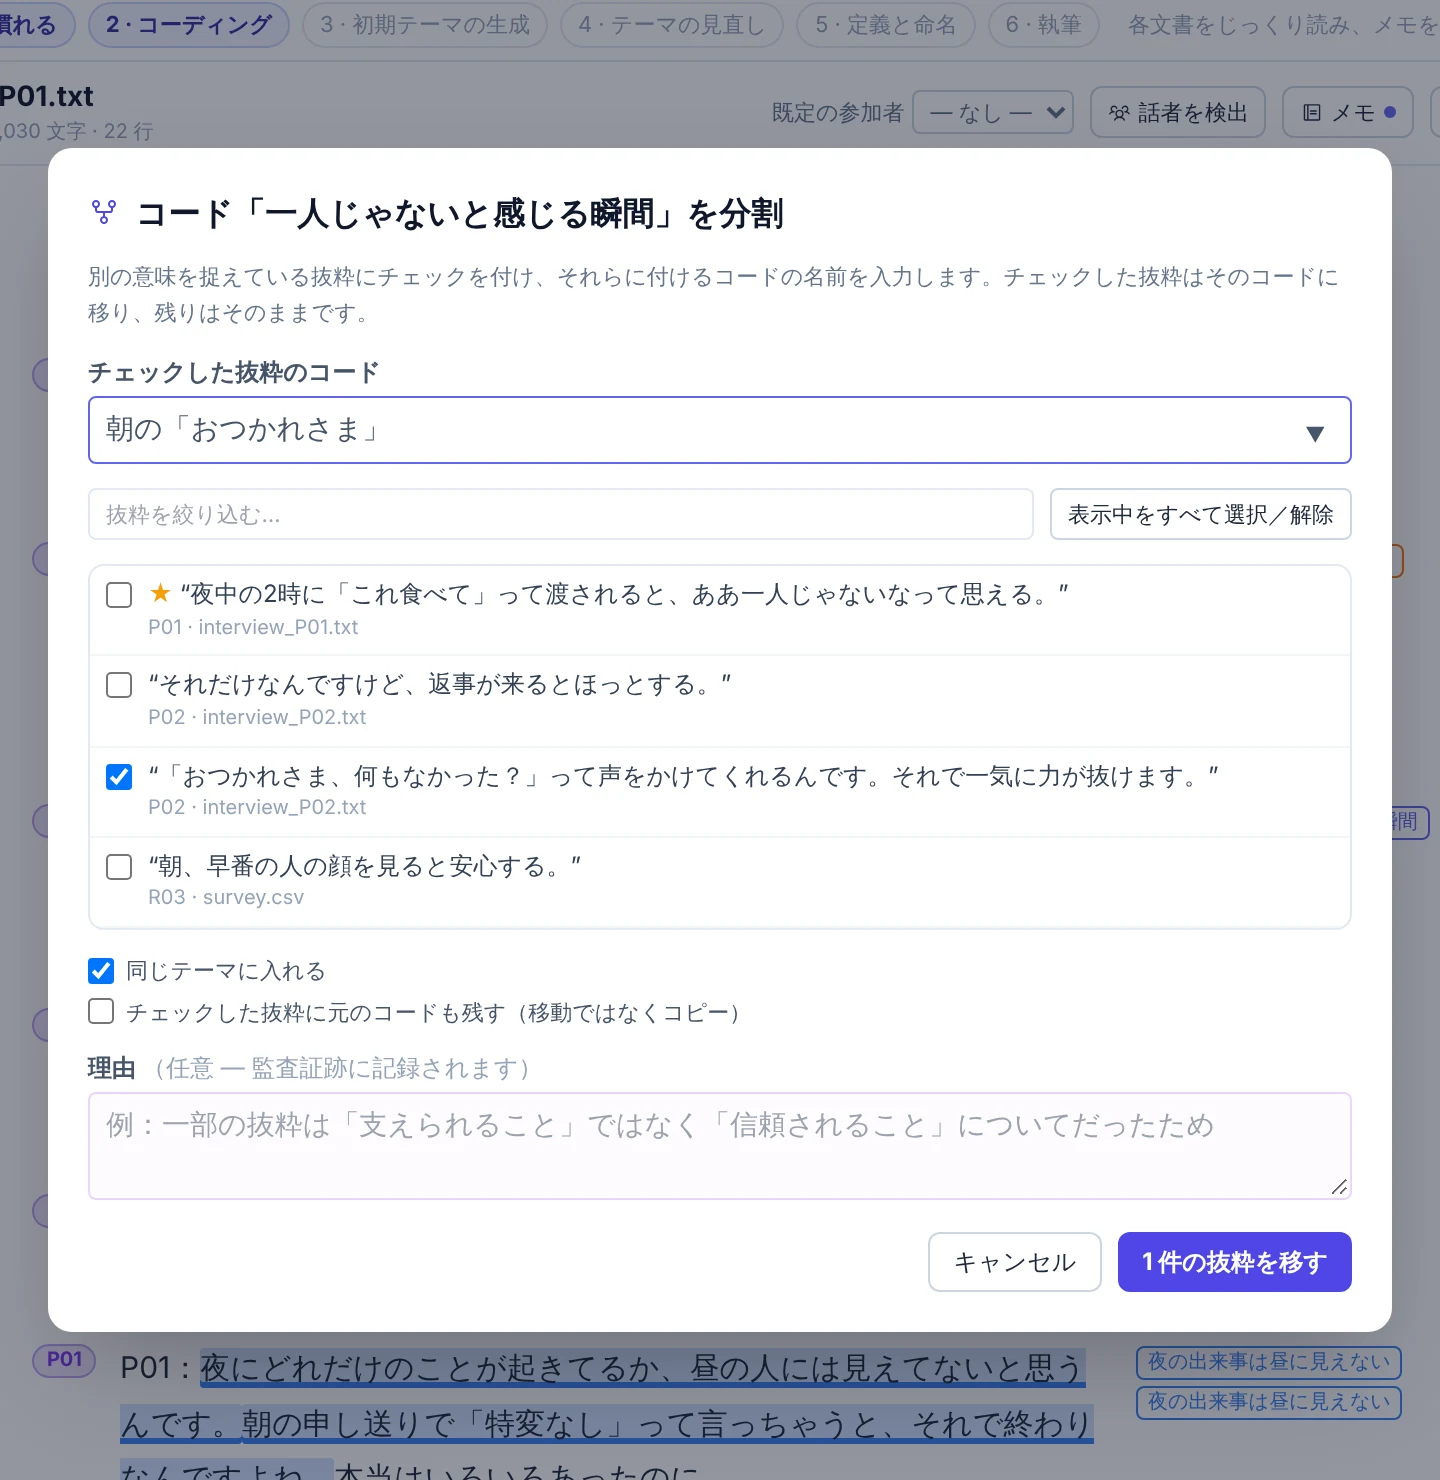 慣れる
2 · コーディング
3 · 初期テーマの生成
4 · テーマの見直し
5 · 定義と命名
6 · 執筆
各文書をじっくり読み、メモを
P01.txt
,030 文字 · 22 行
既定の参加者
— なし —
話者を検出
メモ
コード「一人じゃないと感じる瞬間」を分割
別の意味を捉えている抜粋にチェックを付け、それらに付けるコードの名前を入力します。チェックした抜粋はそのコードに
移り、残りはそのままです。
チェックした抜粋のコード
朝の「おつかれさま」
抜粋を絞り込む...
表示中をすべて選択／解除
★ “夜中の2時に「これ食べて」って渡されると、ああ一人じゃないなって思える。”
P01 · interview_P01.txt
“それだけなんですけど、返事が来るとほっとする。”
P02 · interview_P02.txt
“「おつかれさま、何もなかった？」って声をかけてくれるんです。それで一気に力が抜けます。”
P02 · interview_P02.txt
“朝、早番の人の顔を見ると安心する。”
R03 · survey.csv
瞬間
同じテーマに入れる
チェックした抜粋に元のコードも残す（移動ではなくコピー）
理由 （任意 — 監査証跡に記録されます）
例：一部の抜粋は「支えられること」ではなく「信頼されること」についてだったため
キャンセル
1 件の抜粋を移す
P01
P01：夜にどれだけのことが起きてるか、昼の人には見えてないと思う
んです。朝の申し送りで「特変なし」って言っちゃうと、それで終わり
なんですよね。本当はいろいろあったのに
夜の出来事は昼に見えない
夜の出来事は昼に見えない